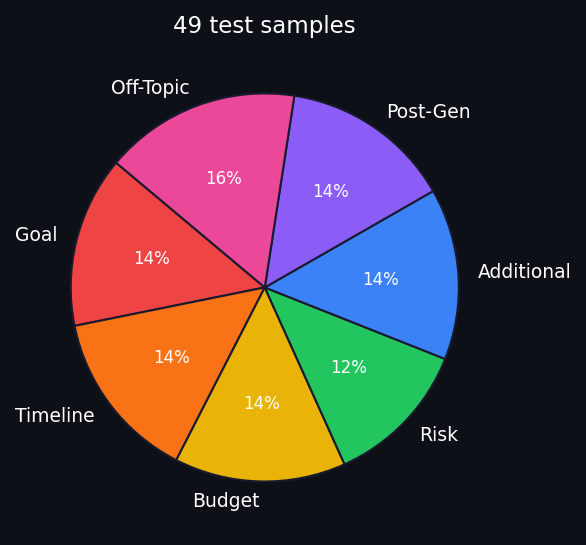 49 test samples
Off-Topic
Post-Gen
16%
14%
Goal
14%
Additional
14%
14%
12%
Timeline
14%
Risk
Budget